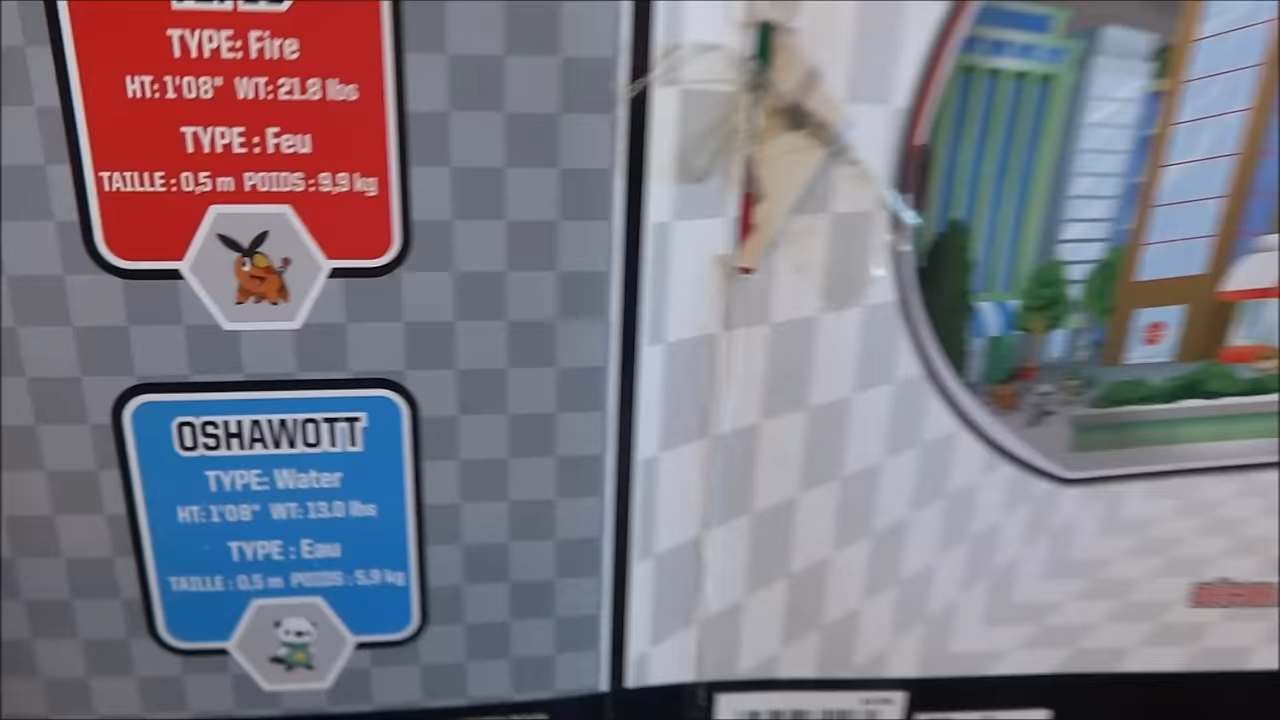 TYPE: Fire
HT: 1'08" WT: 21.8 lbs
TYPE : Feu
TAILLE : 0,5 m POIDS : 9,9 kg
OSHAWOTT
TYPE: Water
HT: 1'08" WT: 13.0 lbs
TYPE : Eau
TAILLE : 0,5 m POIDS : 5,9 kg